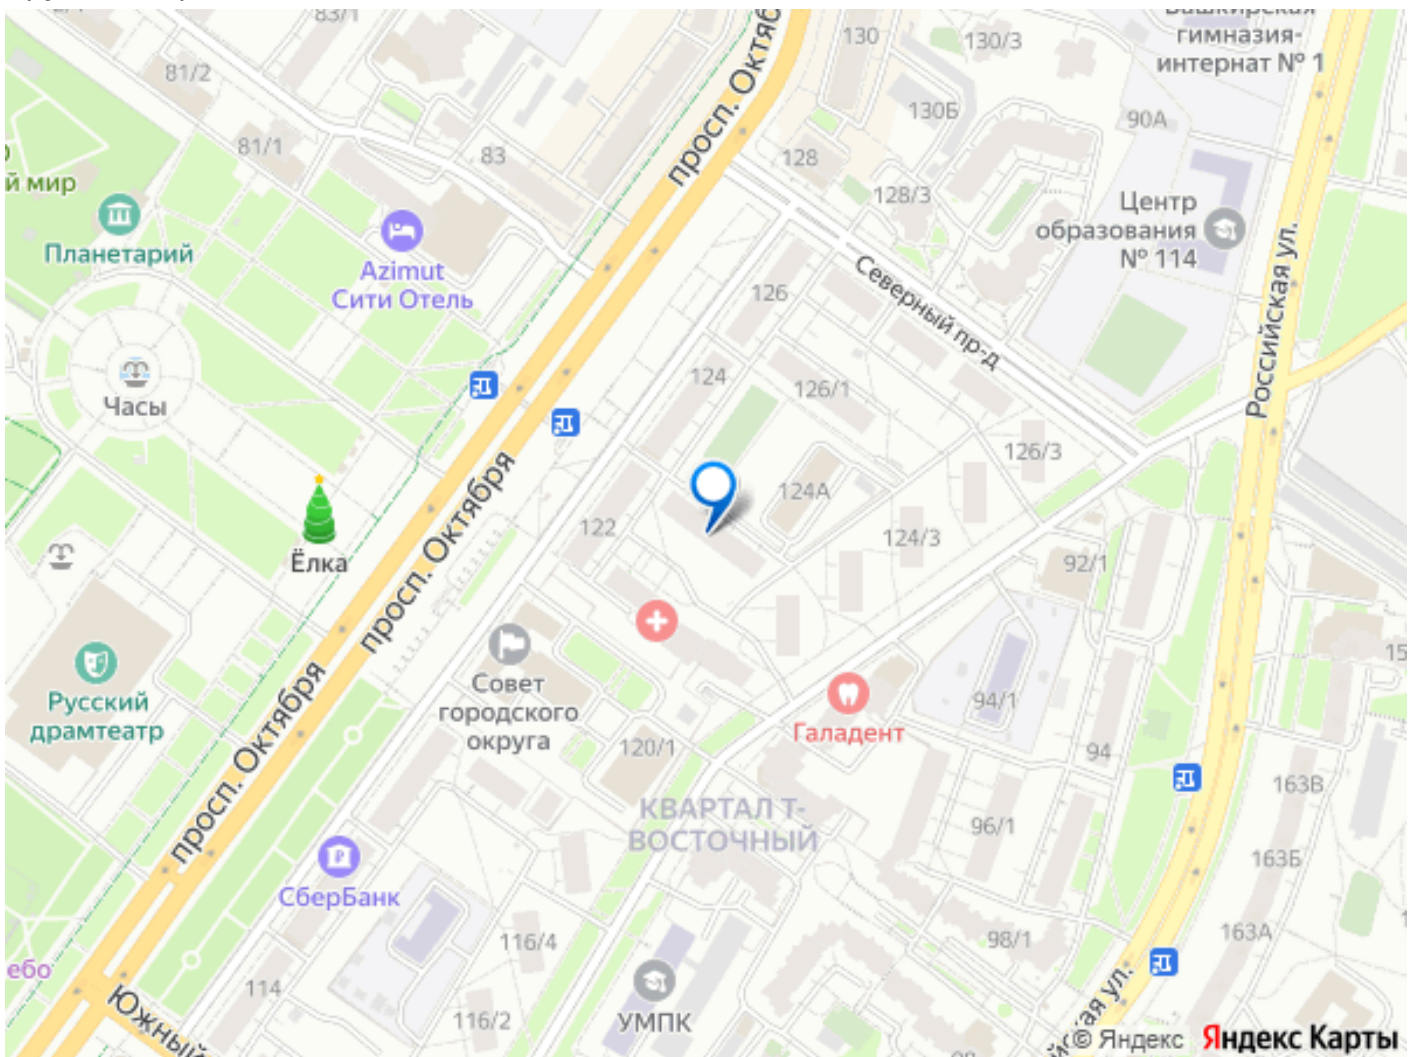 83/1
81/2
81/1
83
й мир
Планетарий
Azimut
Сити Отель
Часы
Ёлка
Русский
драмтеатр
просп. Октя
просп. Октября
просп. Октября
130
130/3
130Б
128
128/3
гимназия-
интернат № 1
90А
Центр
образования
№ 114
Северный пр-д
Российская ул.
126
124
126/1
126/3
124А
124/3
122
92/1
94/1
94
Совет
городского
округа
120/1
Галадент
КВАРТАЛ Т-
ВОСТОЧНЫЙ
96/1
98/1
163В
163Б
163А
СберБанк
116/4
116/2
114
УМПК
Южный
ебо
15
ая ул.
© Яндекс Яндекс Карты